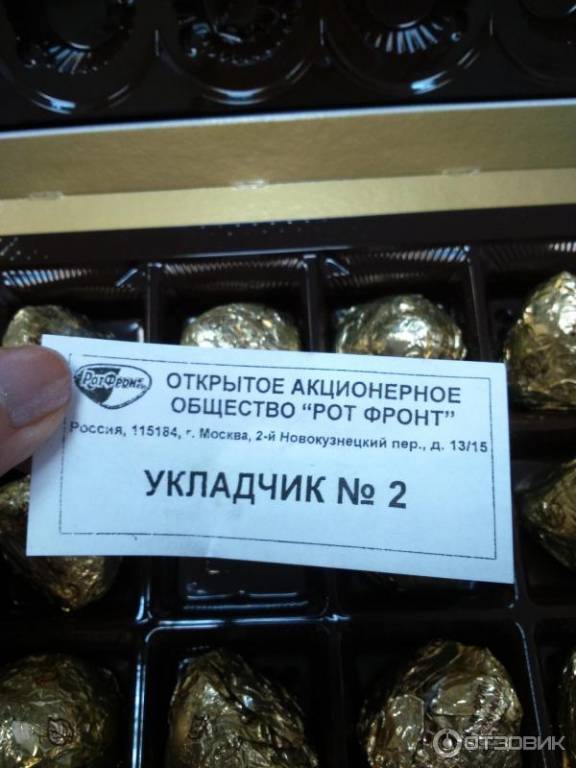 РотФронт
ОТКРЫТОЕ АКЦИОНЕРНОЕ
ОБЩЕСТВО “РОТ ФРОНТ”
Россия, 115184, г. Москва, 2-й Новокузнецкий пер., д. 13/15
УКЛАДЧИК № 2
ОТЗОВИК